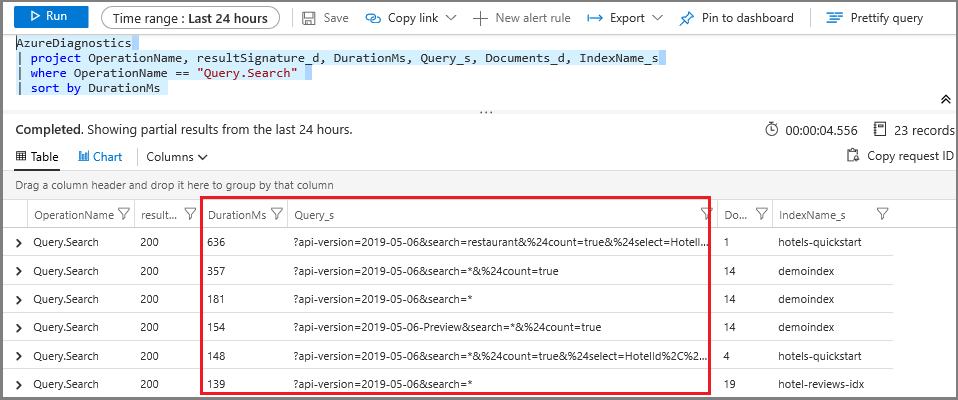 Run Time range : Last 24 hours Save Copy link New alert rule Export Pin to dashboard Prettify query
AzureDiagnostics
| project OperationName, resultSignature_d, DurationMs, Query_s, Documents_d, IndexName_s
| where OperationName == "Query.Search"
| sort by DurationMs
Completed. Showing partial results from the last 24 hours. 00:00:04.556 23 records
Table Chart Columns Copy request ID
Drag a column header and drop it here to group by that column
OperationName result... DurationMs Query_s Do... IndexName_s
Query.Search 200 636 ?api-version=2019-05-06&search=restaurant&%24count=true&%24select=HotelI... 1 hotels-quickstart
Query.Search 200 357 ?api-version=2019-05-06&search=*&%24count=true 14 demoindex
Query.Search 200 181 ?api-version=2019-05-06&search=* 14 demoindex
Query.Search 200 154 ?api-version=2019-05-06-Preview&search=*&%24count=true 14 demoindex
Query.Search 200 148 ?api-version=2019-05-06&search=*&%24count=true&%24select=HotelId%2C%2... 4 hotels-quickstart
Query.Search 200 139 ?api-version=2019-05-06&search=* 19 hotel-reviews-idx